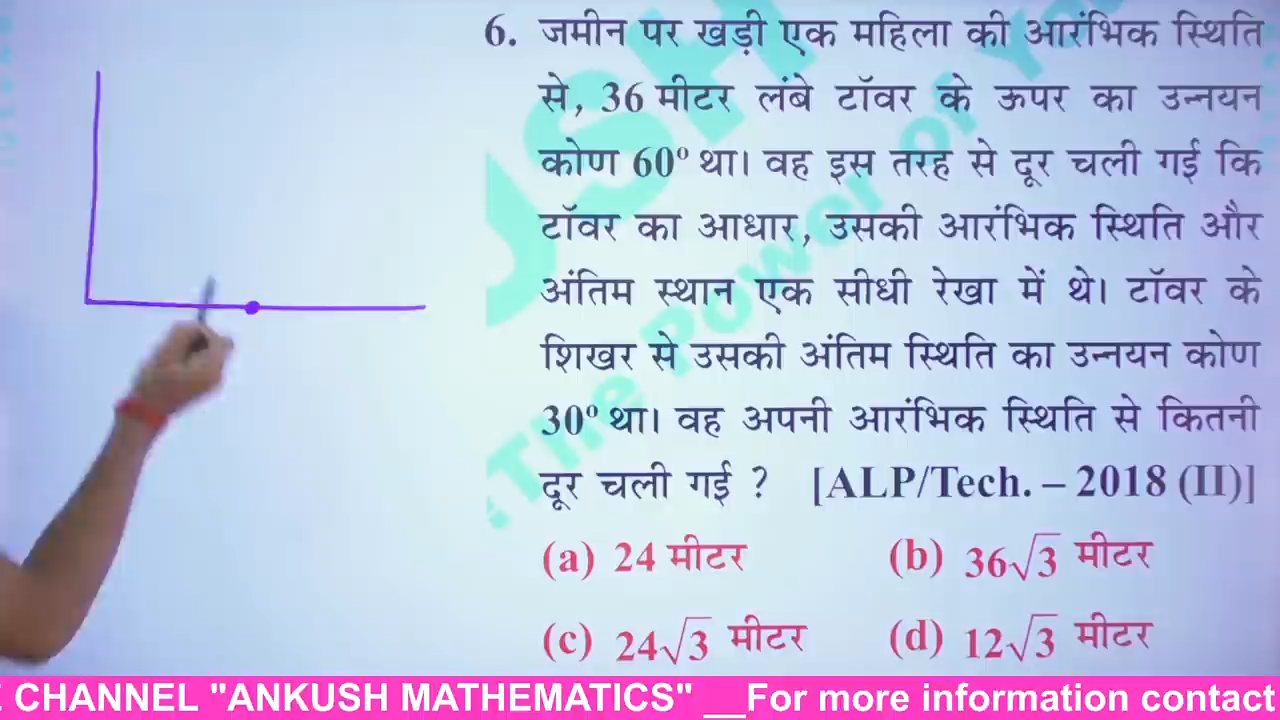 6. जमीन पर खड़ी एक महिला की आरंभिक स्थिति
से, 36 मीटर लंबे टॉवर के ऊपर का उन्नयन
कोण 60º था। वह इस तरह से दूर चली गई कि
टॉवर का आधार, उसकी आरंभिक स्थिति और
अंतिम स्थान एक सीधी रेखा में थे। टॉवर के
शिखर से उसकी अंतिम स्थिति का उन्नयन कोण
30º था। वह अपनी आरंभिक स्थिति से कितनी
दूर चली गई ? [ALP/Tech. – 2018 (II)]
(a) 24 मीटर (b) 36√3 मीटर
(c) 24√3 मीटर (d) 12√3 मीटर
CHANNEL "ANKUSH MATHEMATICS" __For more information contact